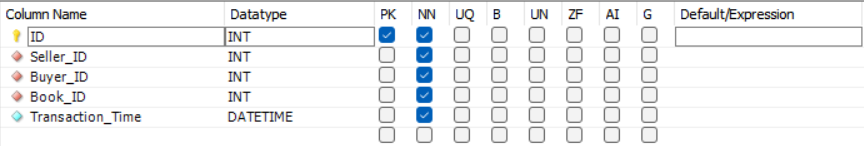 Column Name Datatype PK NN UQ B UN ZF AI G Default/Expression
ID INT
Seller_ID INT
Buyer_ID INT
Book_ID INT
Transaction_Time DATETIME